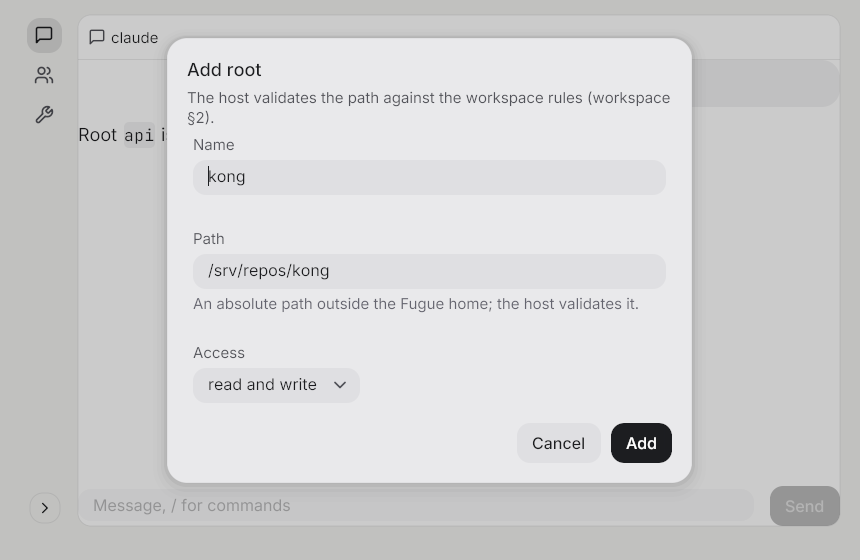 claude
Add root
The host validates the path against the workspace rules (workspace
§2).
Root api
Name
kong
Path
/srv/repos/kong
An absolute path outside the Fugue home; the host validates it.
Access
read and write
Cancel
Add
Message, / for commands
Send